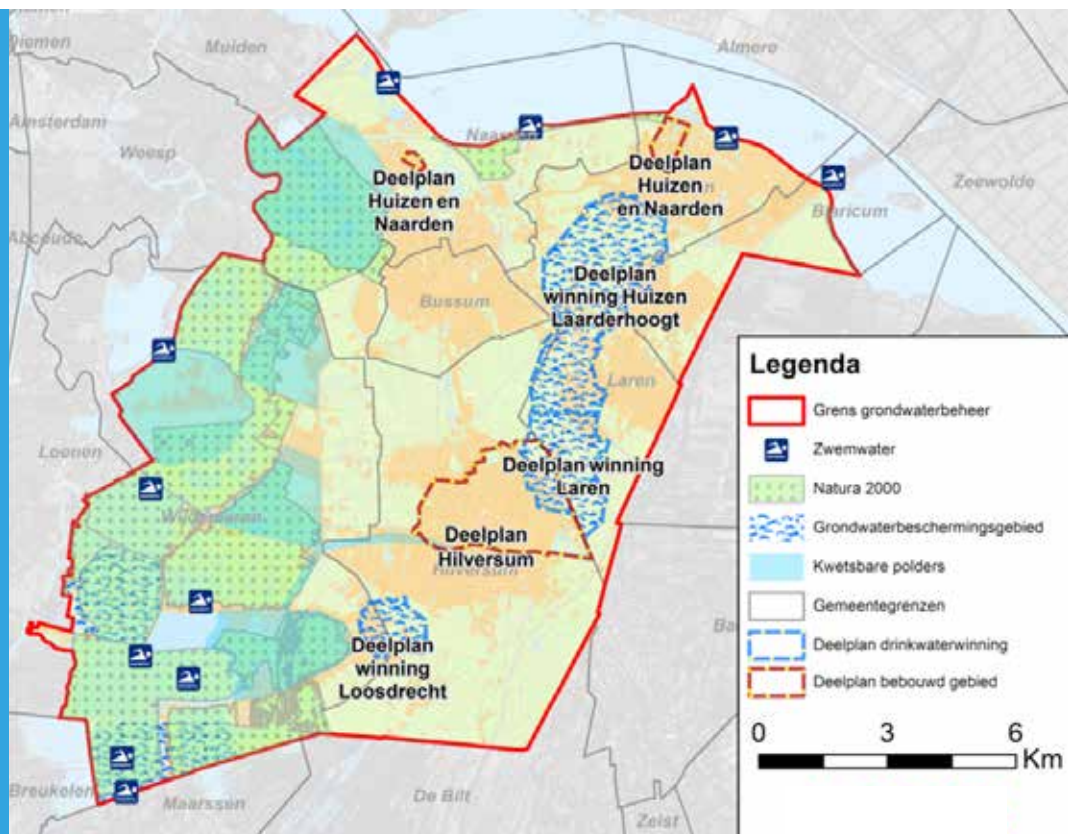 Diemen
Muiden
Almere
Amsterdam
Weesp
Naarden
Deelplan
Huizen en
Naarden
Deelplan
Huizen
en Naarden
Zeewolde
Blaricum
Abcoude
Deelplan
winning Huizen
Laarderhoogt
Bussum
Laren
Loenen
Deelplan winning
Laren
Wijdemeren
Deelplan
Hilversum
Hilversum
Deelplan
winning
Loosdrecht
Breukelen
Maarssen
De Bilt
Zeist
Legenda
Grens grondwaterbeheer
Zwemwater
Natura 2000
Grondwaterbeschermingsgebied
Kwetsbare polders
Gemeentegrenzen
Deelplan drinkwaterwinning
Deelplan bebouwd gebied
0 3 6
Km